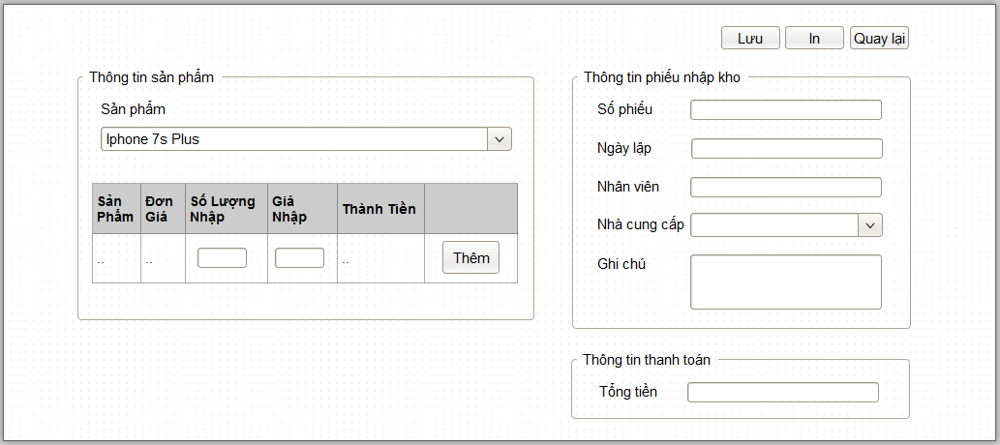 Lưu In Quay lại
Thông tin sản phẩm
Sản phẩm
Iphone 7s Plus
Sản Phẩm
Đơn Giá
Số Lượng Nhập
Giá Nhập
Thành Tiền
..
..
..
Thêm
Thông tin phiếu nhập kho
Số phiếu
Ngày lập
Nhân viên
Nhà cung cấp
Ghi chú
Thông tin thanh toán
Tổng tiền